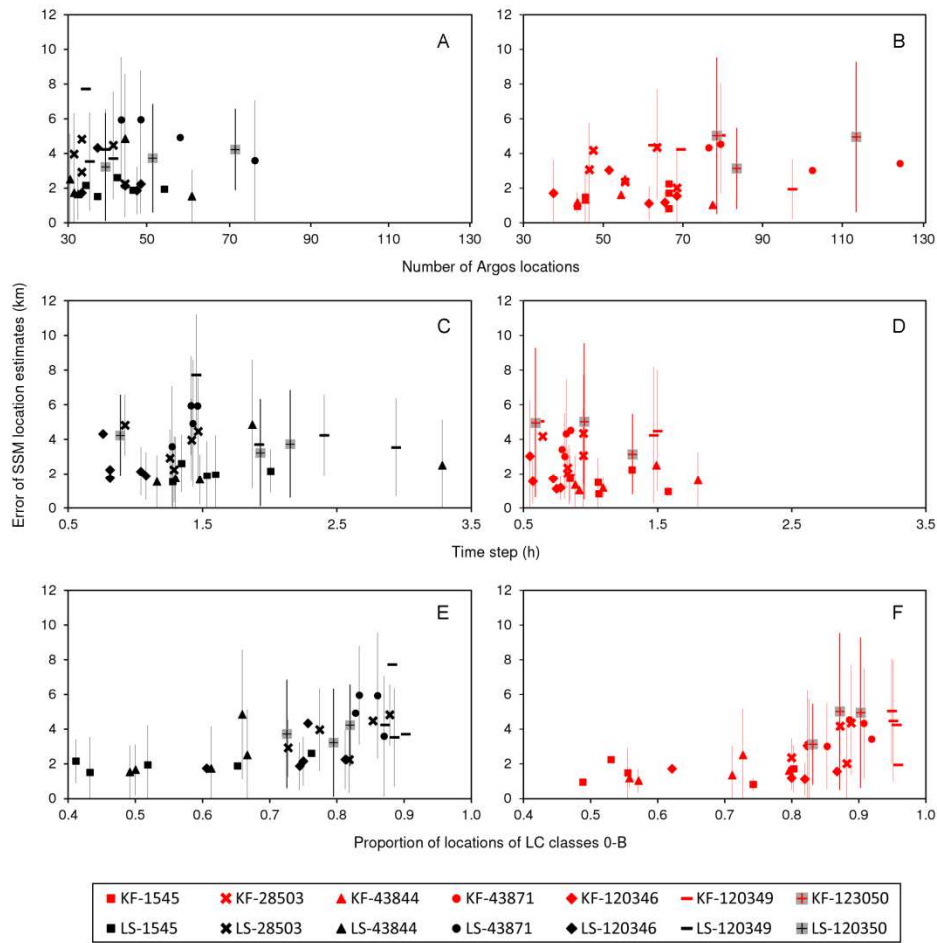 12 12
10 A 10 B
8 8
6 6
4 4
2 2
0 0
30 50 70 90 110 130 30 50 70 90 110 130
Number of Argos locations
Error of SSM location estimates (km)
12 12
10 C 10 D
8 8
6 6
4 4
2 2
0 0
0.5 1.5 2.5 3.5 0.5 1.5 2.5 3.5
Time step (h)
12 12
10 E 10 F
8 8
6 6
4 4
2 2
0 0
0.4 0.5 0.6 0.7 0.8 0.9 1.0 0.4 0.5 0.6 0.7 0.8 0.9 1.0
Proportion of locations of LC classes 0-B
KF-1545 KF-28503 KF-43844 KF-43871 KF-120346 KF-120349 KF-123050
LS-1545 LS-28503 LS-43844 LS-43871 LS-120346 LS-120349 LS-120350